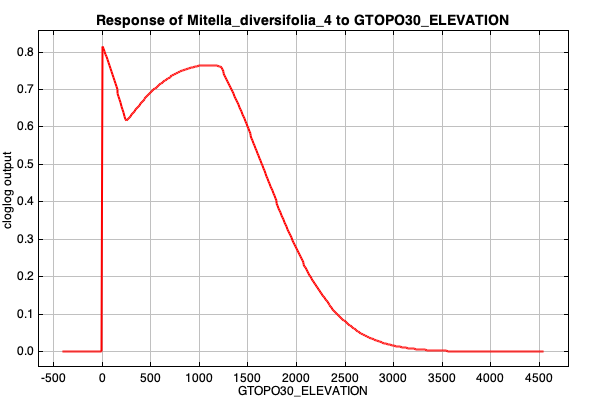 Response of Mitella_diversifolia_4 to GTOPO30_ELEVATION
0.8
0.7
0.6
0.5
0.4
0.3
0.2
0.1
0.0
cloglog output
-500 0 500 1000 1500 2000 2500 3000 3500 4000 4500
GTOPO30_ELEVATION